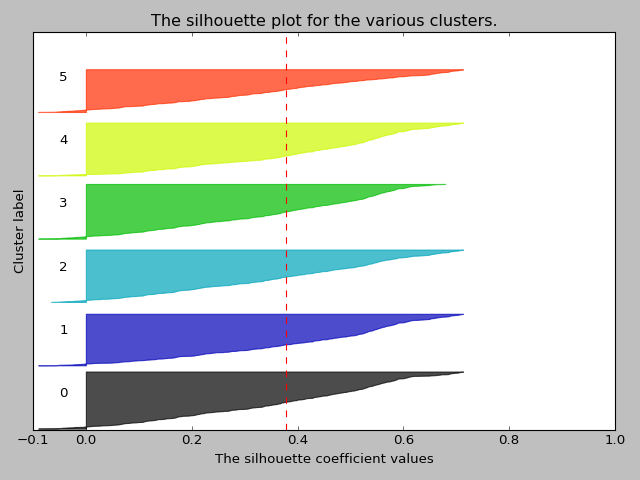 The silhouette plot for the various clusters.
Cluster label
5
4
3
2
1
0
−0.1 0.0 0.2 0.4 0.6 0.8 1.0
The silhouette coefficient values